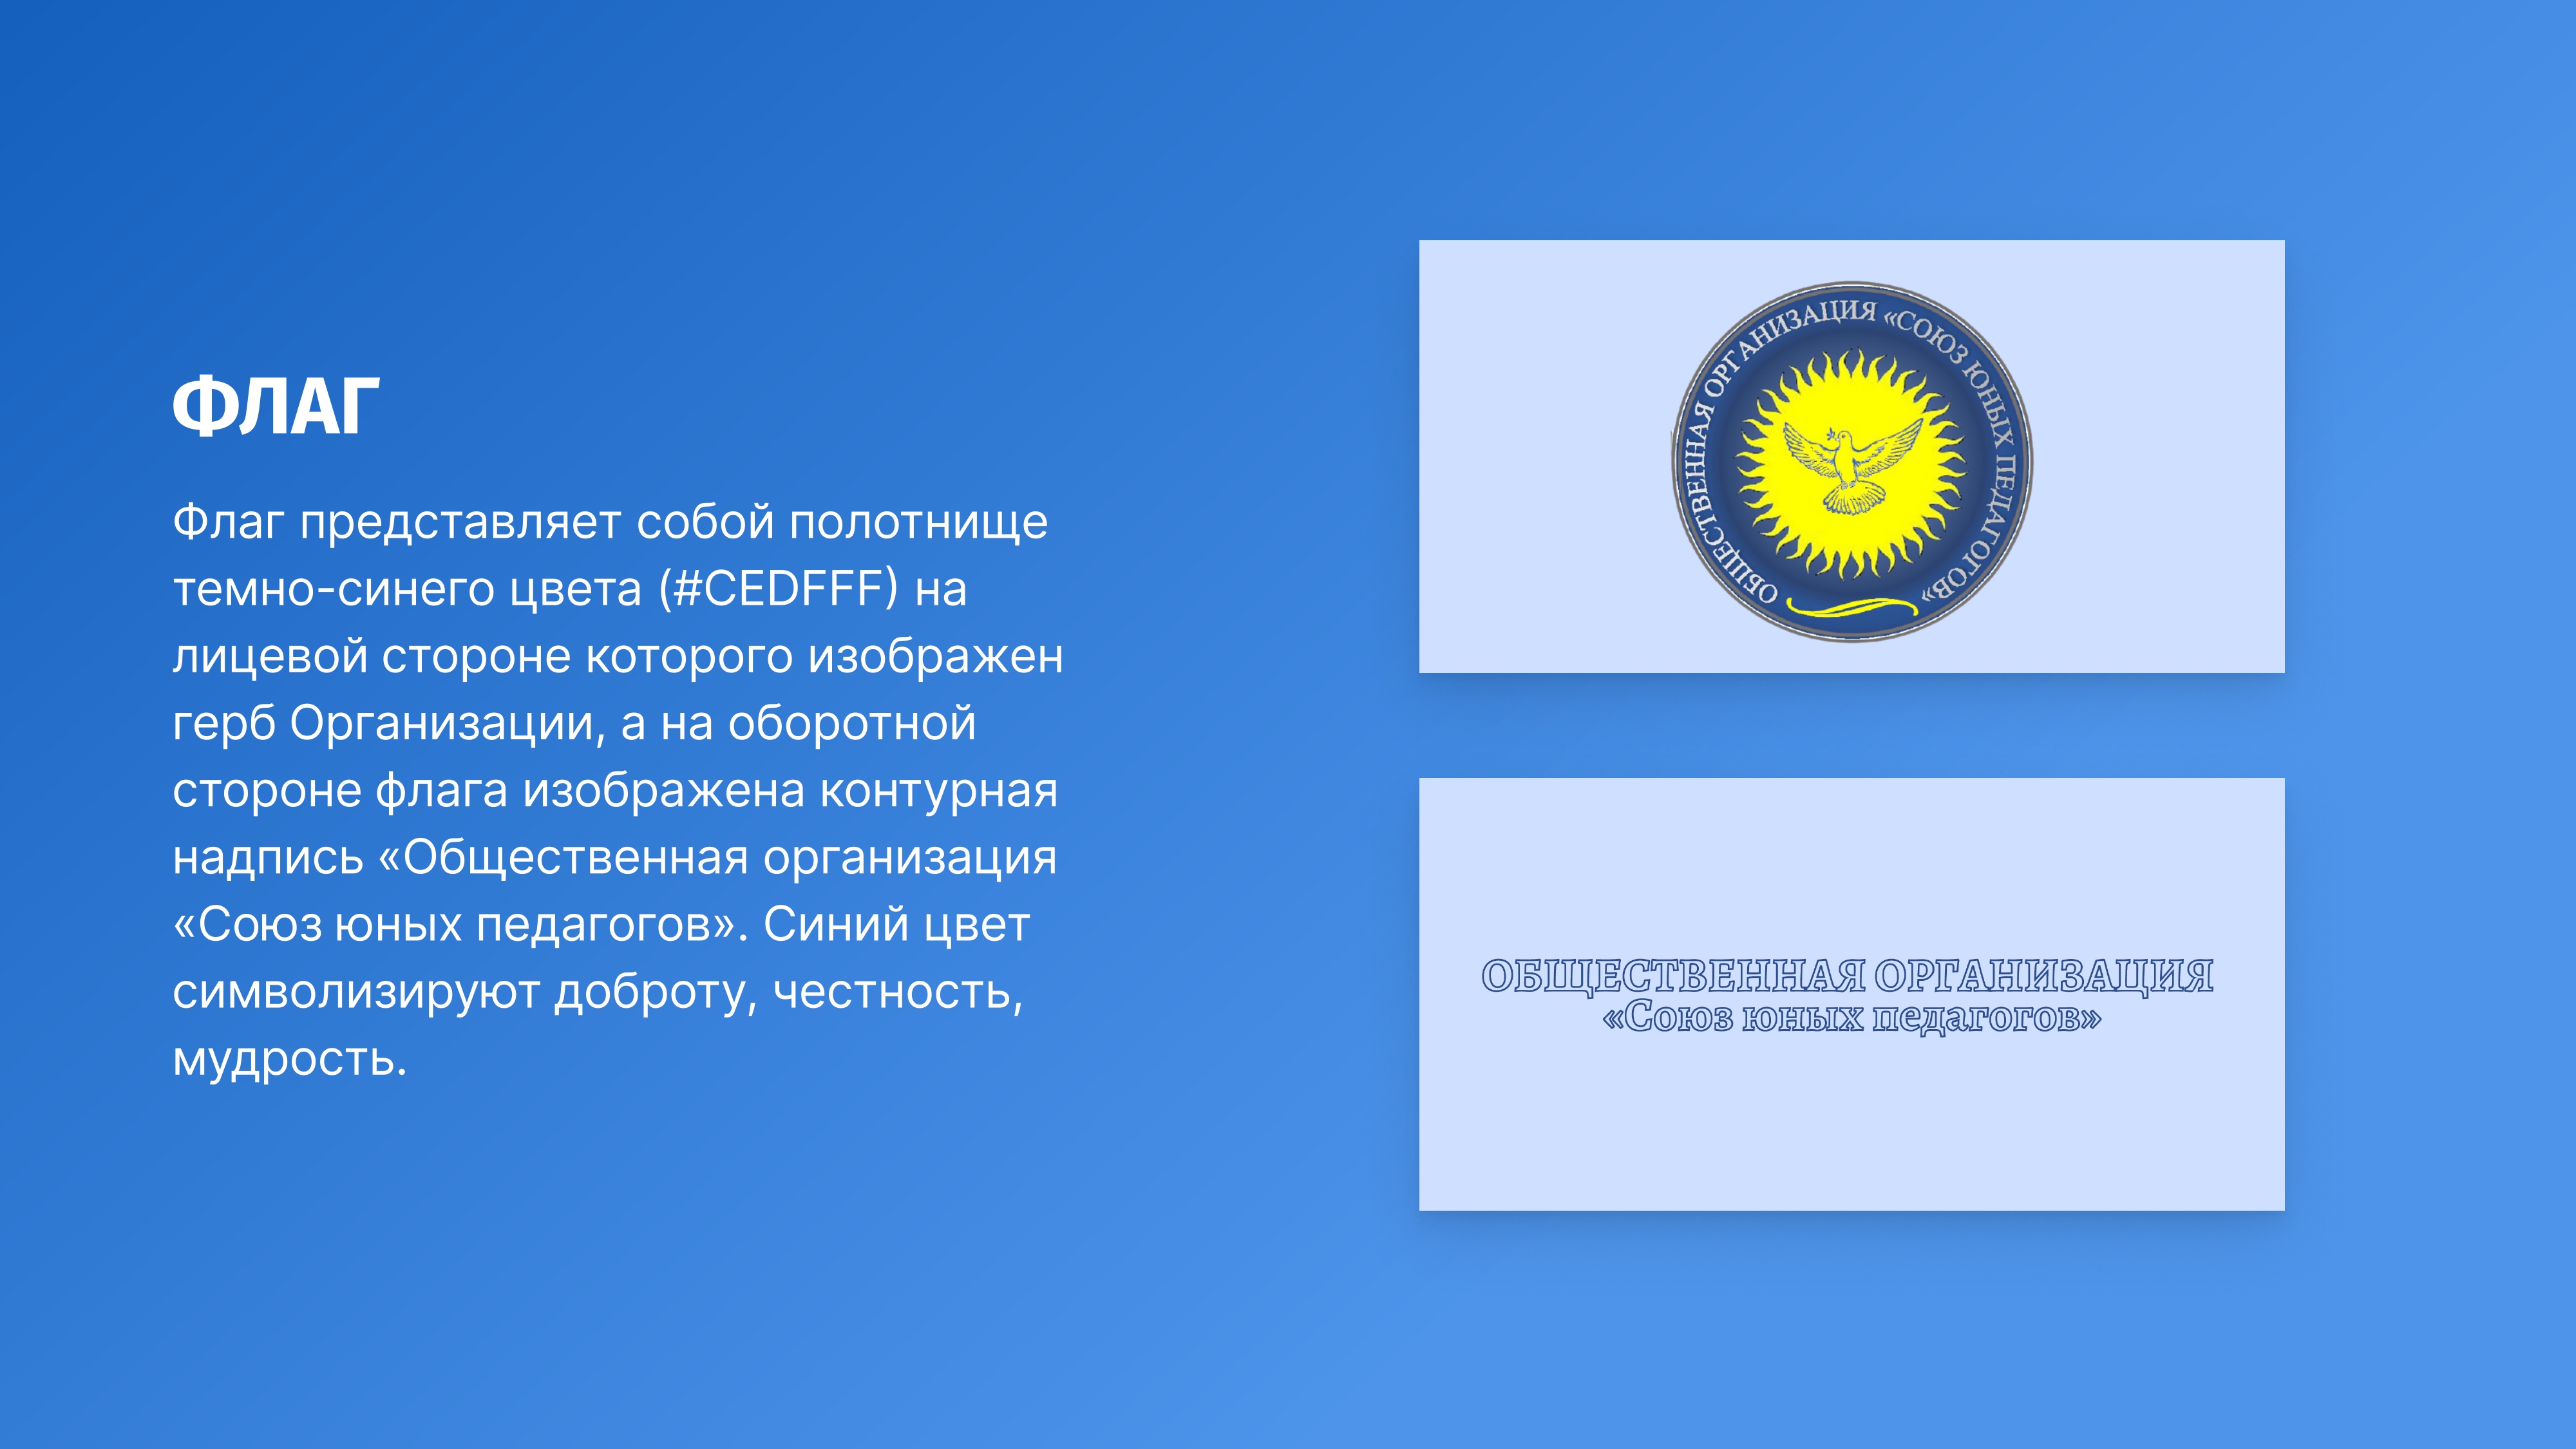 ФЛАГ
Флаг представляет собой полотнище
темно-синего цвета (#CEDFFF) на
лицевой стороне которого изображен
герб Организации, а на оборотной
стороне флага изображена контурная
надпись «Общественная организация
«Союз юных педагогов». Синий цвет
символизируют доброту, честность,
мудрость.
ОБЩЕСТВЕННАЯ ОРГАНИЗАЦИЯ «СОЮЗ ЮНЫХ ПЕДАГОГОВ»
ОБЩЕСТВЕННАЯ ОРГАНИЗАЦИЯ
«Союз юных педагогов»